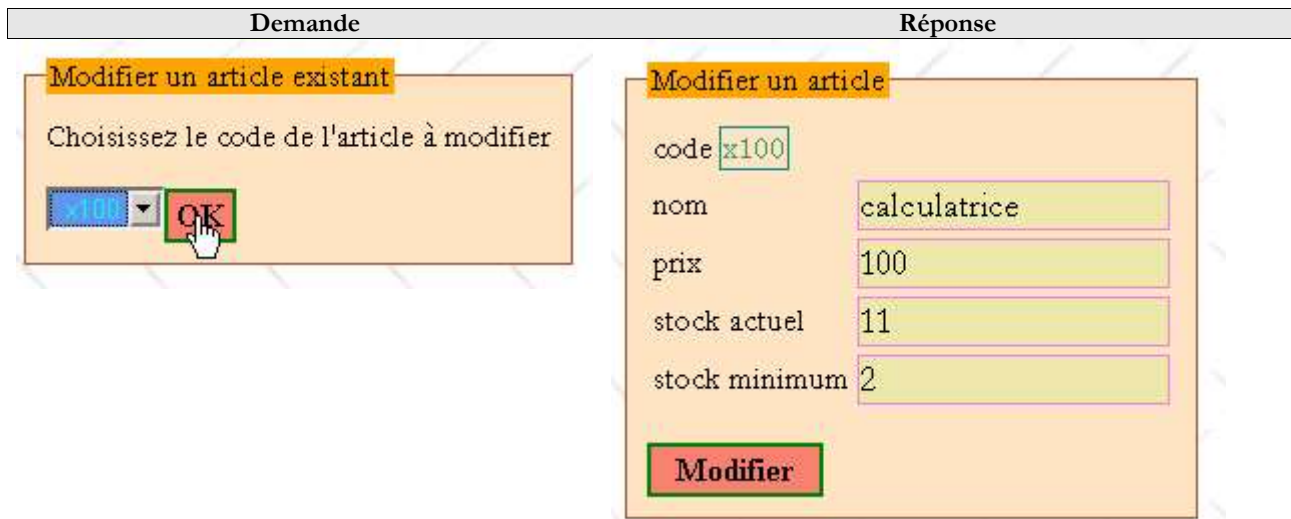 Demande
Réponse
Modifier un article existant
Choisissez le code de l'article à modifier
x100
OK
Modifier un article
code x100
nom calculatrice
prix 100
stock actuel 11
stock minimum 2
Modifier